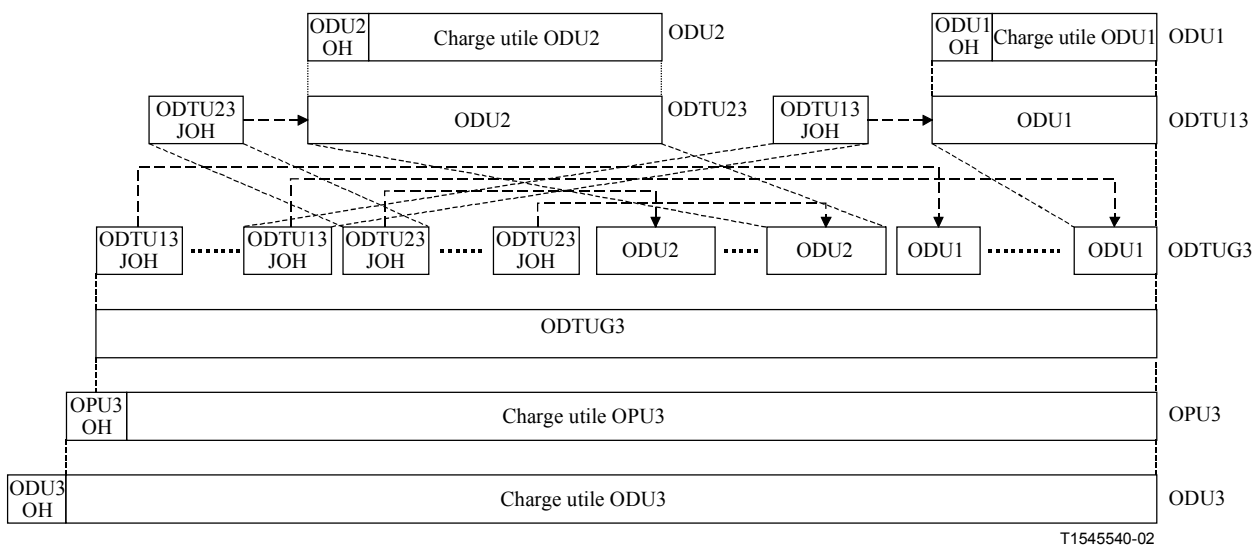 ODU2
OH
Charge utile ODU2
ODU2
ODU1
OH
Charge utile ODU1
ODU1
ODTU23
JOH
ODU2
ODTU23
ODTU13
JOH
ODU1
ODTU13
ODTU13
JOH
ODTU13
JOH
ODTU23
JOH
ODTU23
JOH
ODU2
ODU2
ODU1
ODU1
ODTUG3
ODTUG3
OPU3
OH
Charge utile OPU3
OPU3
ODU3
OH
Charge utile ODU3
ODU3
T1545540-02